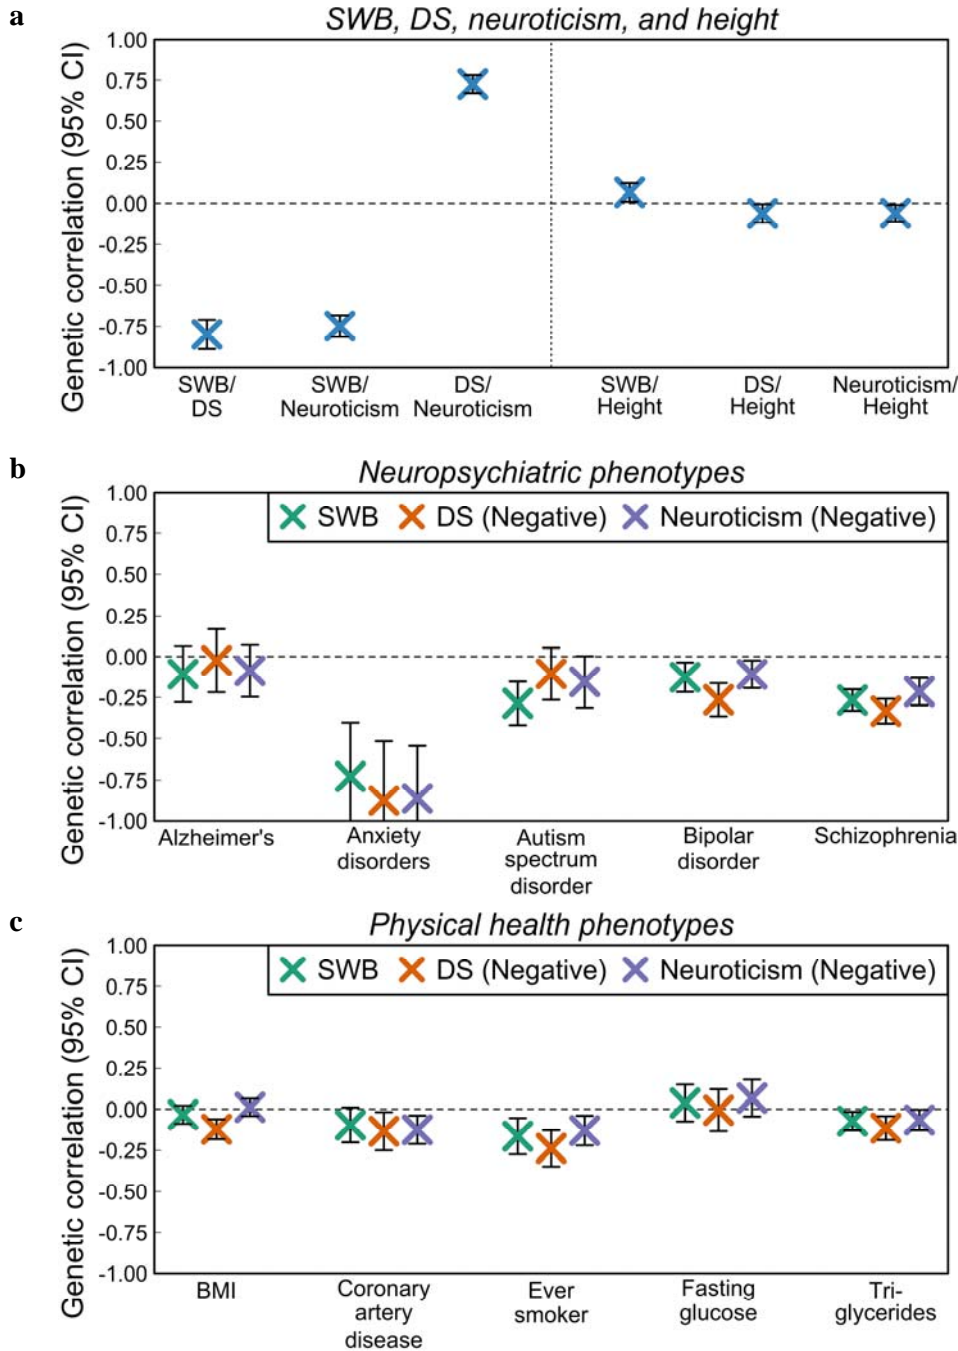 a
SWB, DS, neuroticism, and height
Genetic correlation (95% CI)
1.00
0.75
0.50
0.25
0.00
-0.25
-0.50
-0.75
-1.00
SWB/
DS
SWB/
Neuroticism
DS/
Neuroticism
SWB/
Height
DS/
Height
Neuroticism/
Height
b
Neuropsychiatric phenotypes
Genetic correlation (95% CI)
1.00
0.75
0.50
0.25
0.00
-0.25
-0.50
-0.75
-1.00
SWB DS (Negative) Neuroticism (Negative)
Alzheimer's
Anxiety
disorders
Autism
spectrum
disorder
Bipolar
disorder
Schizophrenia
c
Physical health phenotypes
Genetic correlation (95% CI)
1.00
0.75
0.50
0.25
0.00
-0.25
-0.50
-0.75
-1.00
SWB DS (Negative) Neuroticism (Negative)
BMI
Coronary
artery
disease
Ever
smoker
Fasting
glucose
Tri-
glycerides